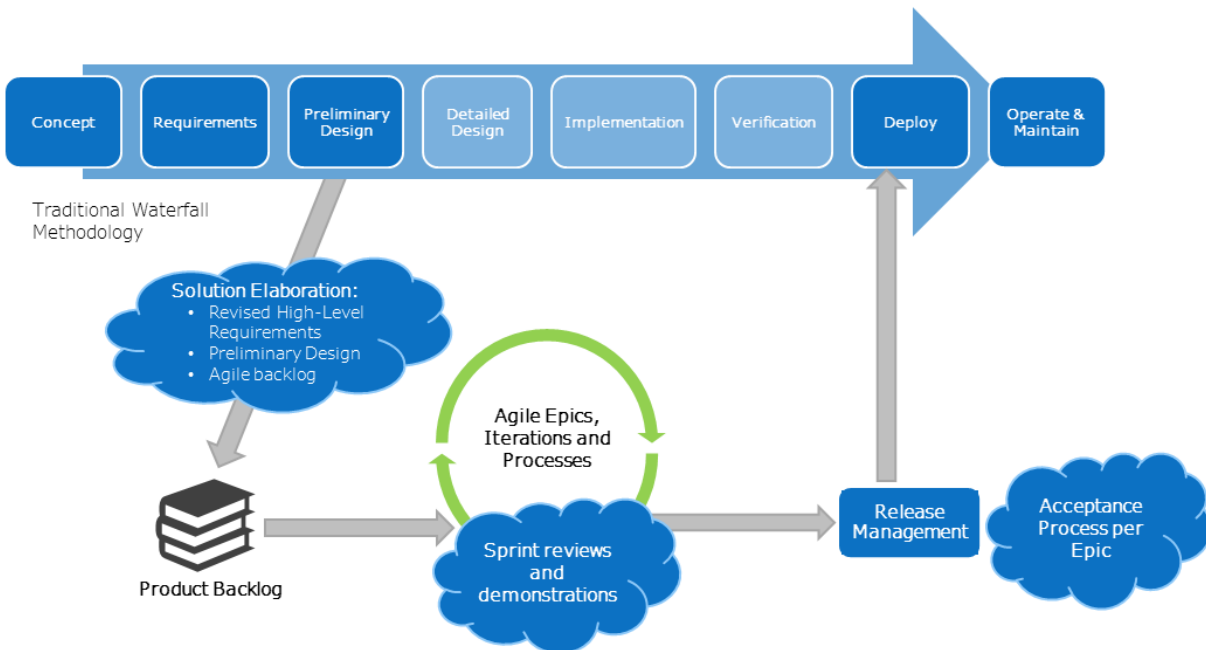 Concept
Requirements
Preliminary
Design
Detailed
Design
Implementation
Verification
Deploy
Operate &
Maintain
Traditional Waterfall
Methodology
Solution Elaboration:
• Revised High-Level
Requirements
• Preliminary Design
• Agile backlog
Agile Epics,
Iterations and
Processes
Product Backlog
Sprint reviews
and
demonstrations
Release
Management
Acceptance
Process per
Epic